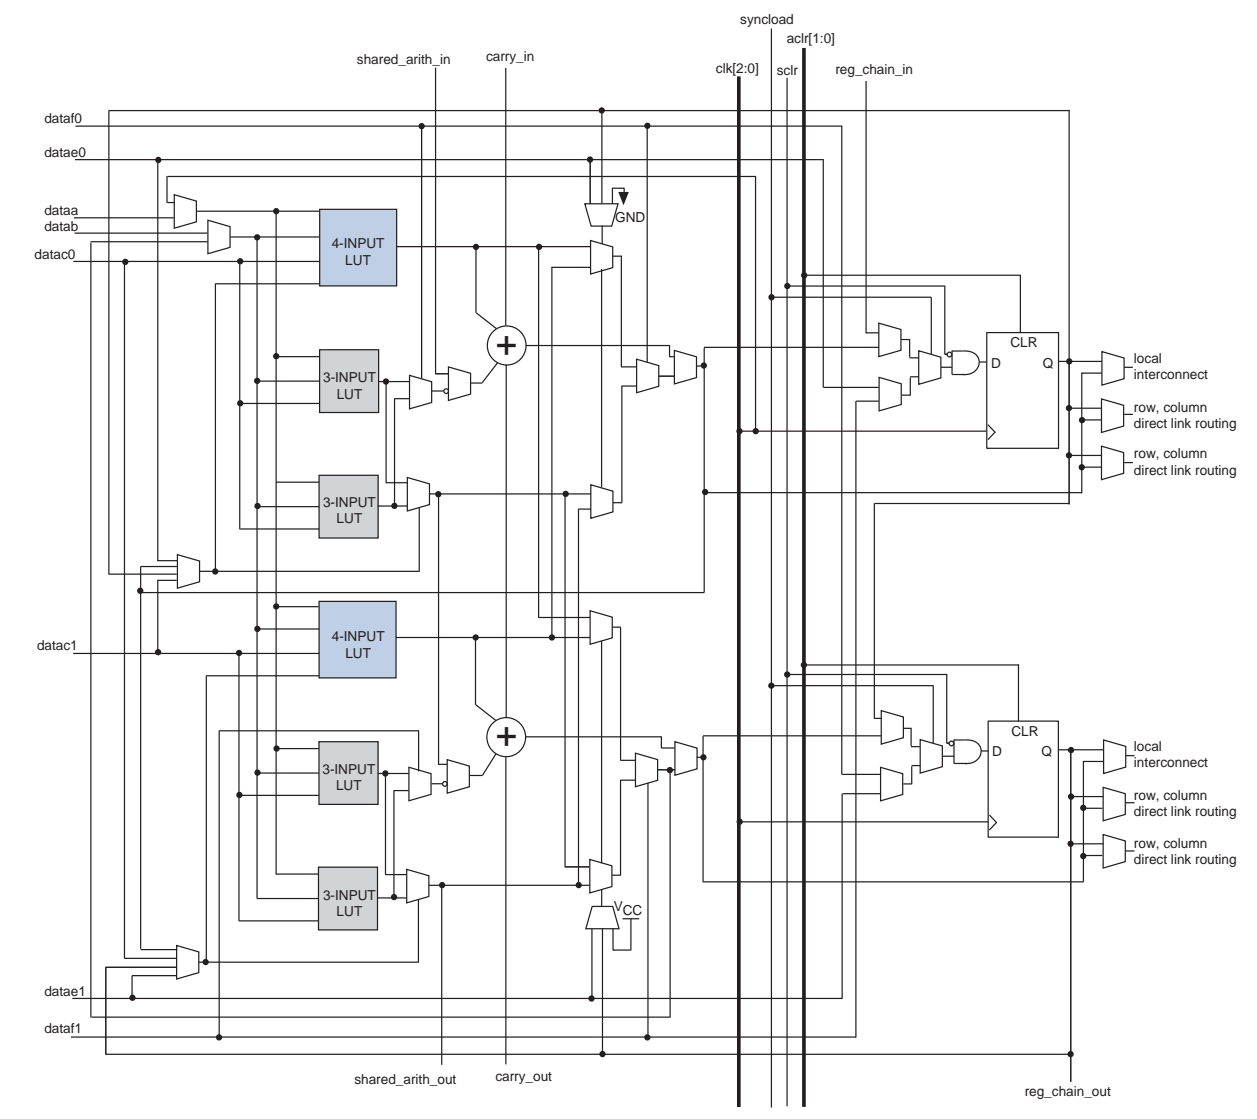 syncload
aclr[1:0]
shared_arith_in
carry_in
clk[2:0]
sclr
reg_chain_in
dataf0
datae0
dataa
datab
datac0
GND
4-INPUT
LUT
+
3-INPUT
LUT
CLR
D
Q
local
interconnect
row, column
direct link routing
row, column
direct link routing
3-INPUT
LUT
4-INPUT
LUT
datac1
+
3-INPUT
LUT
CLR
D
Q
local
interconnect
row, column
direct link routing
row, column
direct link routing
3-INPUT
LUT
VCC
datae1
dataf1
shared_arith_out
carry_out
reg_chain_out